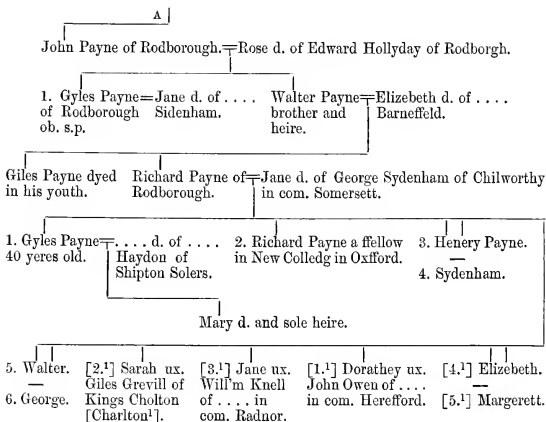 A
John Payne of Rodborough.=Rose d. of Edward Hollyday of Rodborgh.
1. Gyles Payne=Jane d. of . . . .
of Rodborough Sidenham.
ob. s.p.
Walter Payne=Elizebeth d. of . . . .
brother and Barneffeld.
heire.
Giles Payne dyed
in his youth.
Richard Payne of=Jane d. of George Sydenham of Chilworthy
Rodborough. in com. Somersett.
1. Gyles Payne=. . . . d. of . . . .
40 yeres old. Haydon of
Shipton Solers.
2. Richard Payne a ffellow
in New Colledg in Oxfford.
3. Henery Payne.
—
4. Sydenham.
Mary d. and sole heire.
5. Walter.
—
6. George.
[2.¹] Sarah ux.
Giles Grevill of
Kings Cholton
[Charlton¹].
[3.¹] Jane ux.
Will'm Knell
of . . . . in
com. Radnor.
[1.¹] Dorathey ux.
John Owen of . . . .
in com. Herefford.
[4.¹] Elizebeth.
—
[5.¹] Margerett.